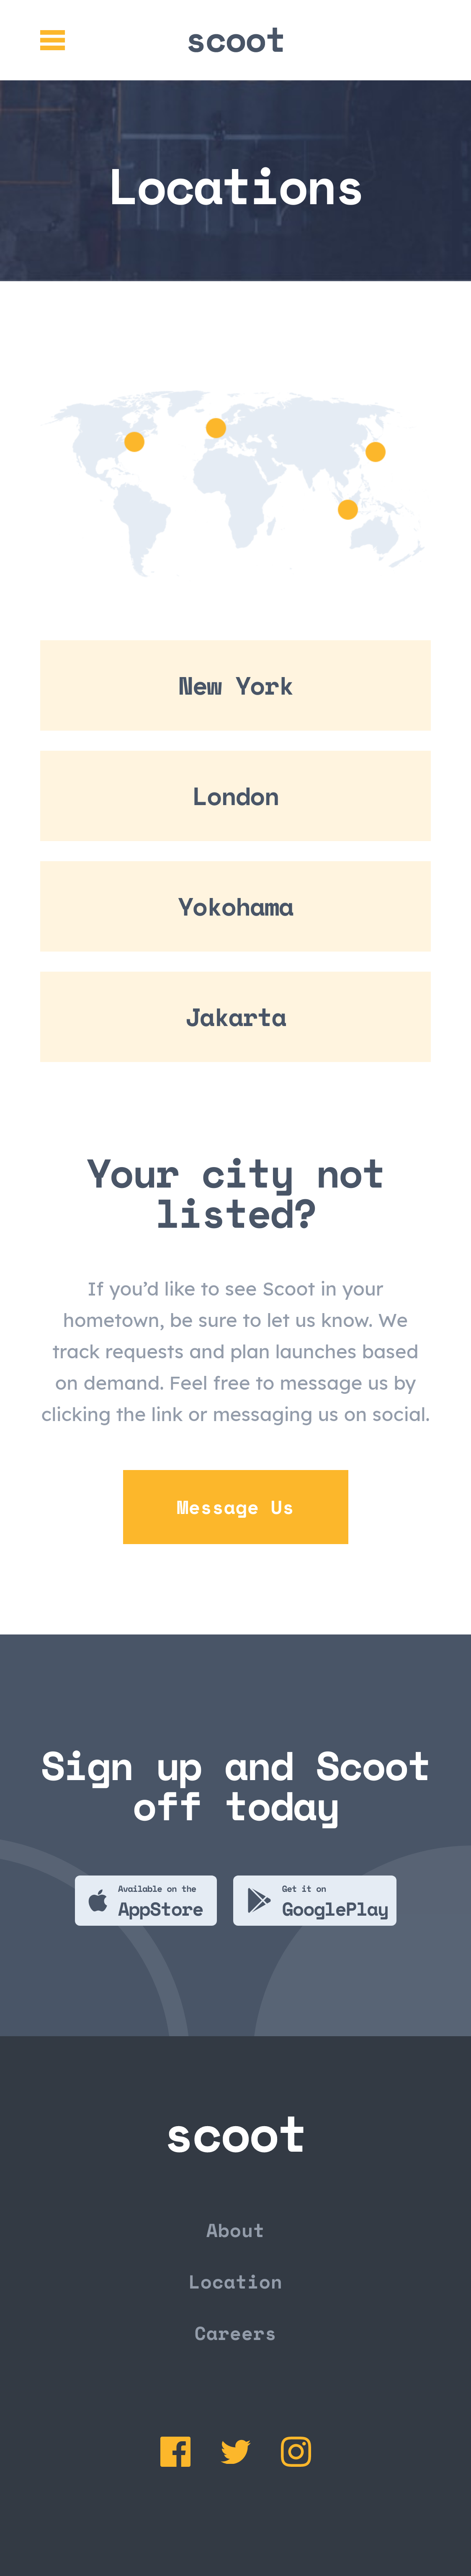 scoot
Locations
New York
London
Yokohama
Jakarta
Your city not
listed?
If you’d like to see Scoot in your
hometown, be sure to let us know. We
track requests and plan launches based
on demand. Feel free to message us by
clicking the link or messaging us on social.
Message Us
Sign up and Scoot
off today
Available on the
AppStore
Get it on
GooglePlay
scoot
About
Location
Careers